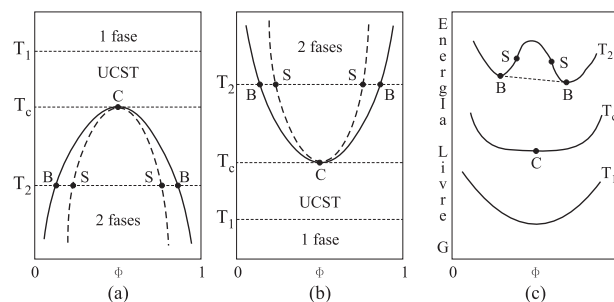 1 fase
T1
UCST
C
Tc
B S S B
T2
2 fases
0 Φ 1
(a)
2 fases
S S
T2
B B
Tc
C
UCST
T1
1 fase
0 Φ 1
(b)
EnergIa Livre G
S S
T2
B B
Tc
C
T1
0 Φ
(c)